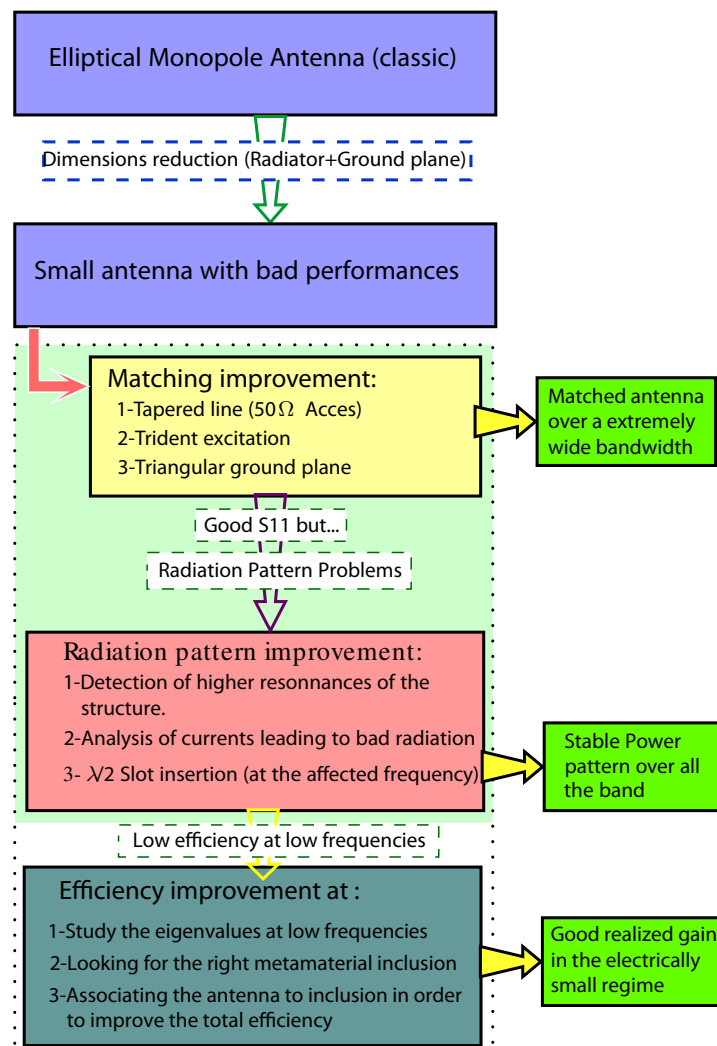 Elliptical Monopole Antenna (classic)
Dimensions reduction (Radiator+Ground plane)
Small antenna with bad performances
Matching improvement:
1-Tapered line (50Ω Acces)
2-Trident excitation
3-Triangular ground plane
Matched antenna
over a extremely
wide bandwidth
Good S11 but...
Radiation Pattern Problems
Radiation pattern improvement:
1-Detection of higher resonnances of the
structure.
2-Analysis of currents leading to bad radiation
3- λ/2 Slot insertion (at the affected frequency)
Stable Power
pattern over all
the band
Low efficiency at low frequencies
Efficiency improvement at :
1-Study the eigenvalues at low frequencies
2-Looking for the right metamaterial inclusion
3-Associating the antenna to inclusion in order
to improve the total efficiency
Good realized gain
in the electrically
small regime